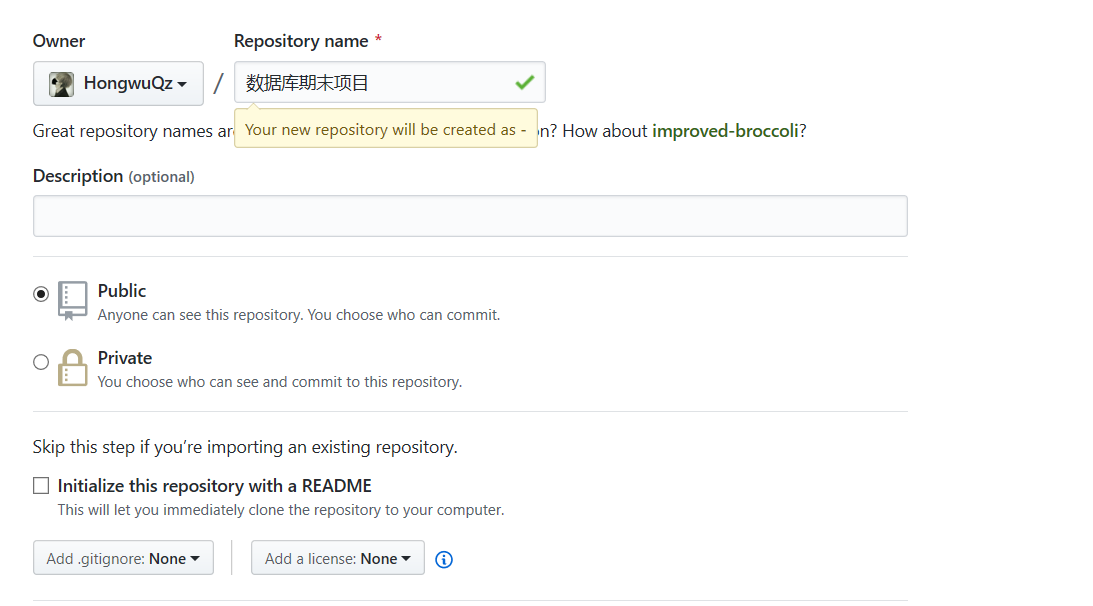 Owner
Repository name *
HongwuQz
/
数据库期末项目
Great repository names ar
Your new repository will be created as -
n? How about improved-broccoli?
Description (optional)
Public
Anyone can see this repository. You choose who can commit.
Private
You choose who can see and commit to this repository.
Skip this step if you’re importing an existing repository.
Initialize this repository with a README
This will let you immediately clone the repository to your computer.
Add .gitignore: None
Add a license: None